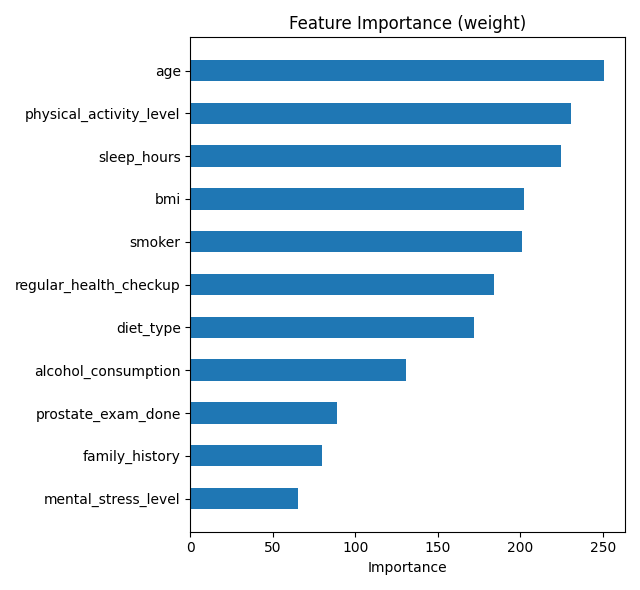 Feature Importance (weight)
age
physical_activity_level
sleep_hours
bmi
smoker
regular_health_checkup
diet_type
alcohol_consumption
prostate_exam_done
family_history
mental_stress_level
0 50 100 150 200 250
Importance